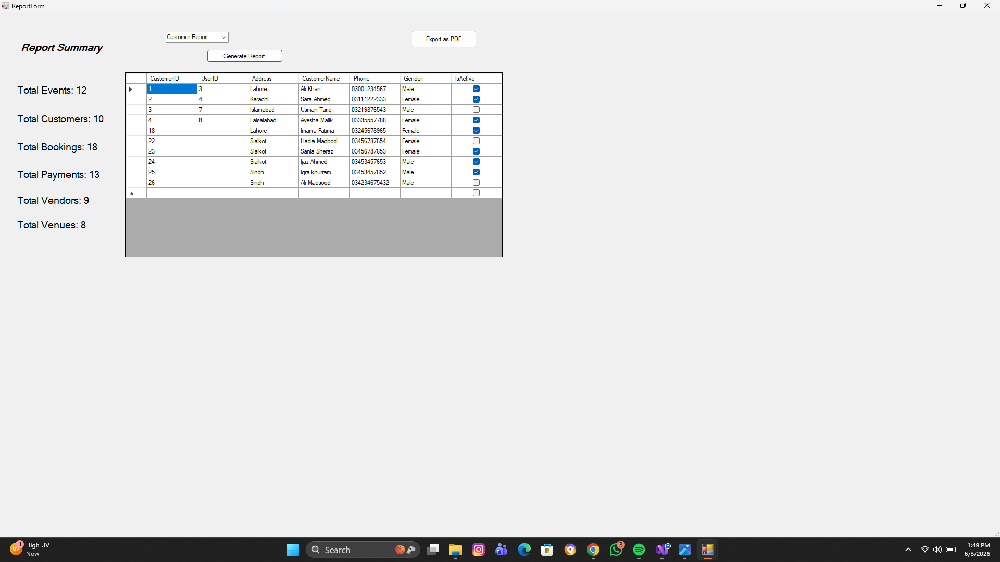 ReportForm
Customer Report
Export as PDF
Report Summary
Generate Report
CustomerID UserID Address CustomerName Phone Gender IsActive
1 3 Lahore Ali Khan 03001234567 Male
2 4 Karachi Sara Ahmed 03111222333 Female
3 7 Islamabad Usman Tariq 03219876543 Male
4 8 Faisalabad Ayesha Malik 03335557788 Female
18 Lahore Imama Fatima 03245678965 Female
22 Sialkot Hadia Maqbool 03456787654 Female
23 Sialkot Sania Sheraz 03456787653 Female
24 Sialkot Ijaz Ahmed 03453457653 Male
25 Sindh Iqra khurram 03453457652 Male
26 Sindh Ali Maqsood 034234675432 Male
Total Events: 12
Total Customers: 10
Total Bookings: 18
Total Payments: 13
Total Vendors: 9
Total Venues: 8
1
UV
High UV
Now
Search
3
1:49 PM
6/3/2026